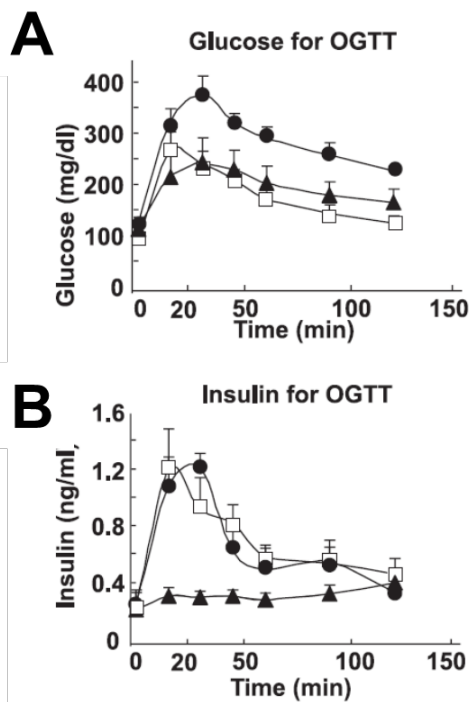 A
Glucose for OGTT
Glucose (mg/dl)
400
300
200
100
0
0 20 50 100 150
Time (min)
B
Insulin for OGTT
Insulin (ng/ml,
1.6
1.2
0.8
0.4
0
0 20 50 100 150
Time (min)